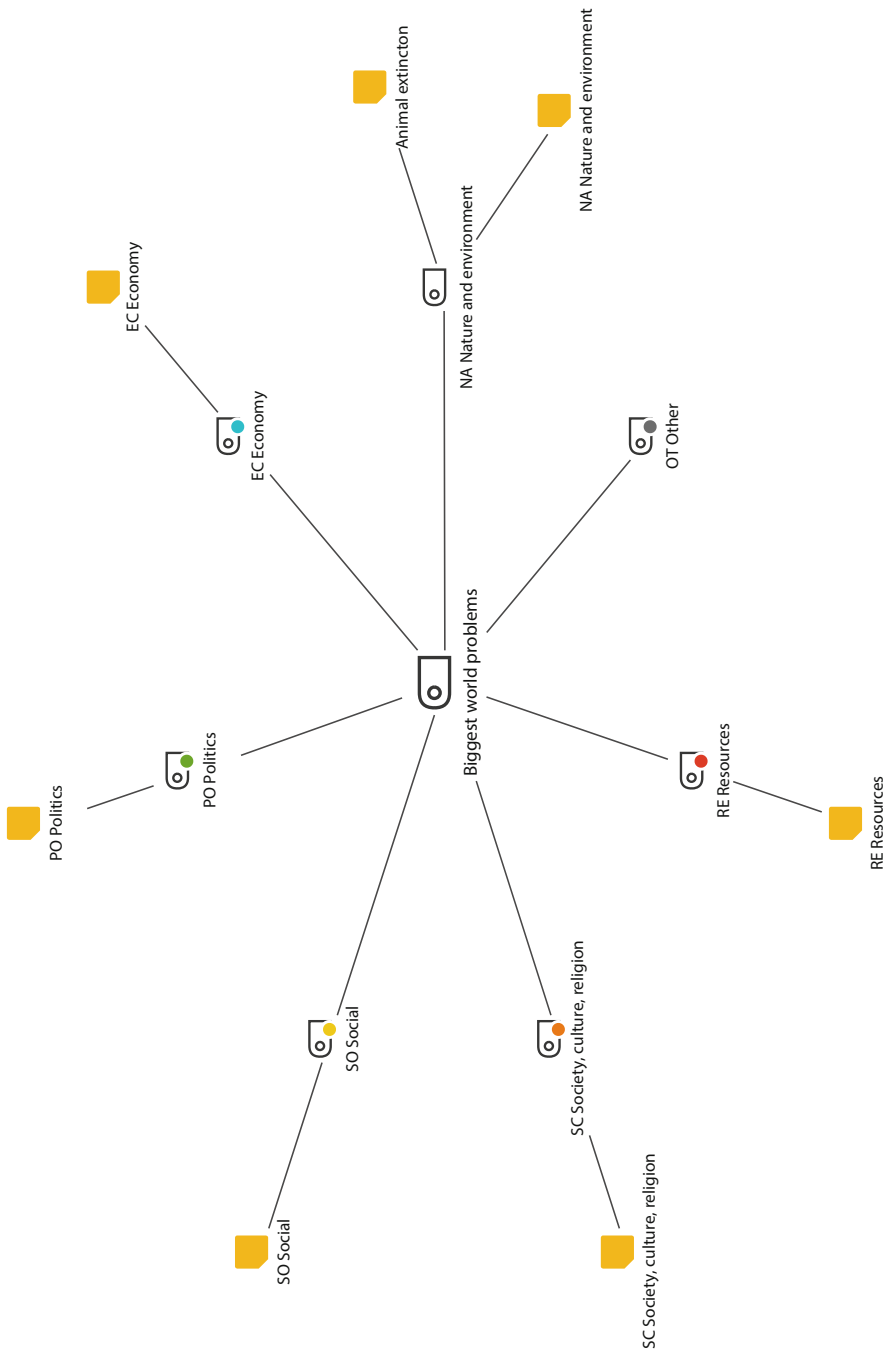 PO Politics
PO Politics
EC Economy
EC Economy
SO Social
SO Social
Animal extincton
NA Nature and environment
NA Nature and environment
Biggest world problems
SC Society, culture, religion
SC Society, culture, religion
OT Other
RE Resources
RE Resources